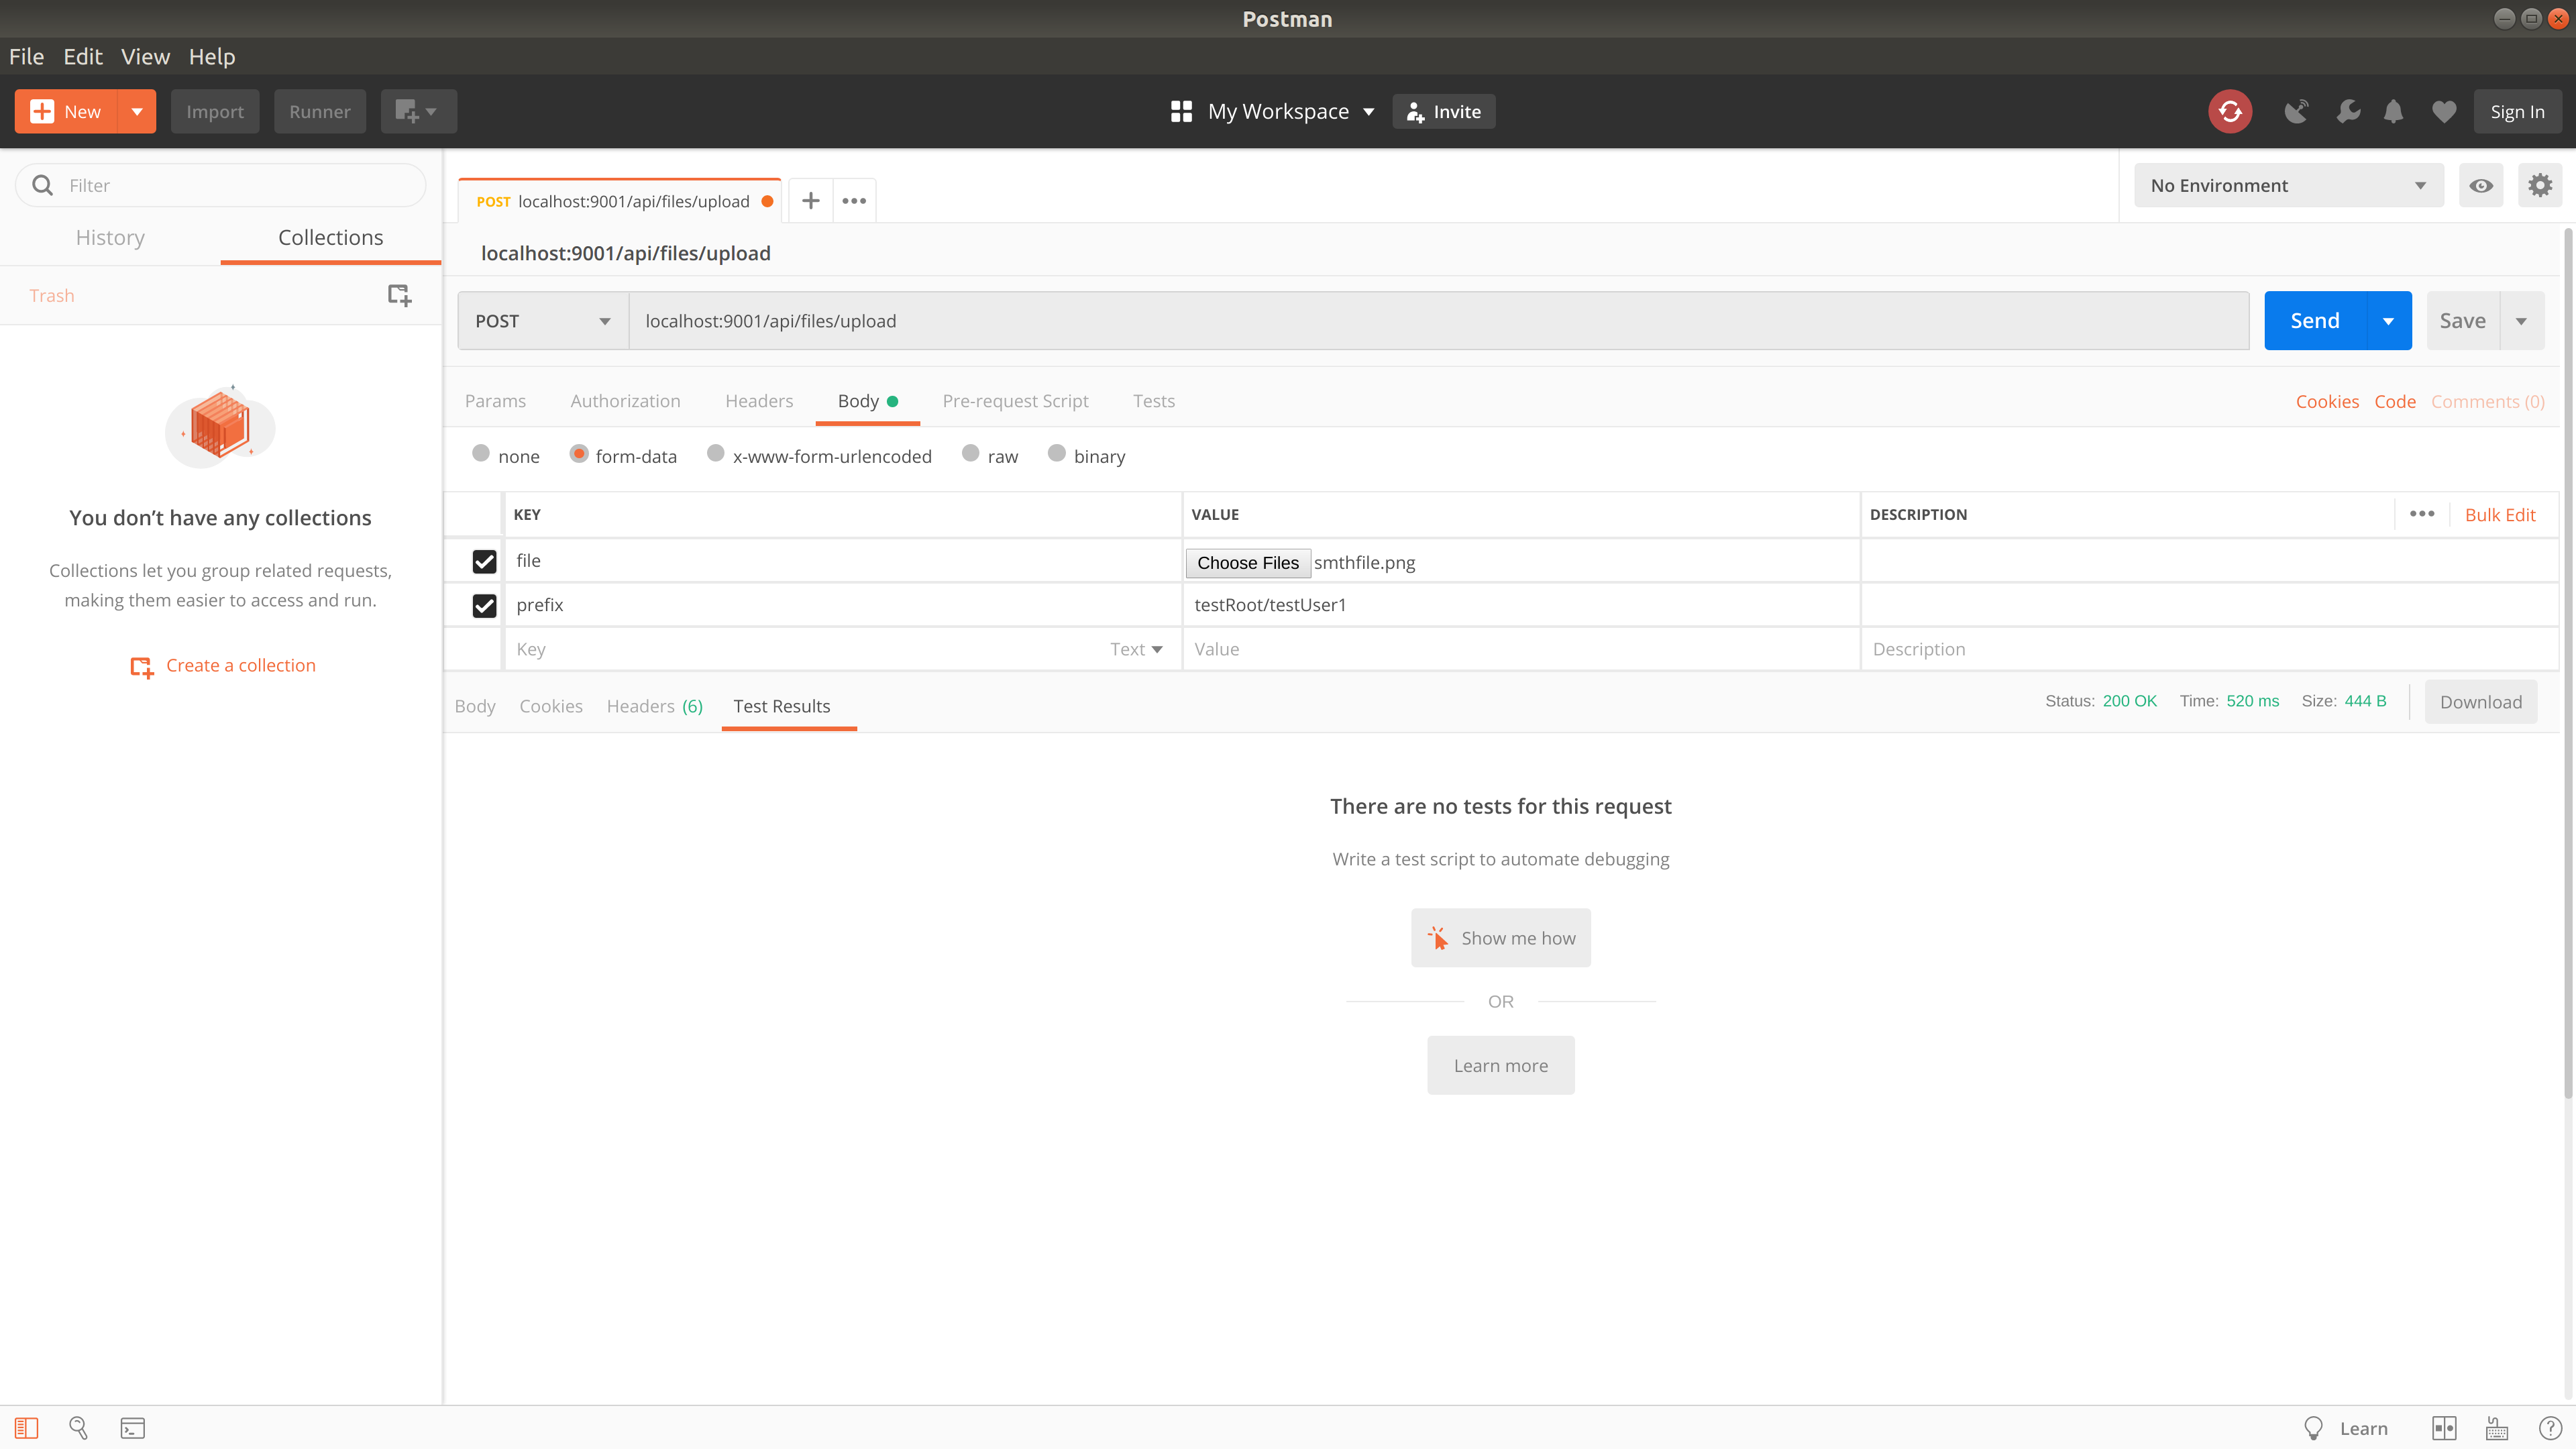 Postman
File Edit View Help
New Import Runner My Workspace Invite Sign In
Filter
History Collections
Trash
You don’t have any collections
Collections let you group related requests,
making them easier to access and run.
Create a collection
POST localhost:9001/api/files/upload
No Environment
localhost:9001/api/files/upload
POST localhost:9001/api/files/upload Send Save
Params Authorization Headers Body Pre-request Script Tests Cookies Code Comments (0)
none form-data x-www-form-urlencoded raw binary
KEY VALUE DESCRIPTION Bulk Edit
file Choose Files smthfile.png
prefix testRoot/testUser1
Key Text Value Description
Body Cookies Headers (6) Test Results Status: 200 OK Time: 520 ms Size: 444 B Download
There are no tests for this request
Write a test script to automate debugging
Show me how
OR
Learn more
Learn